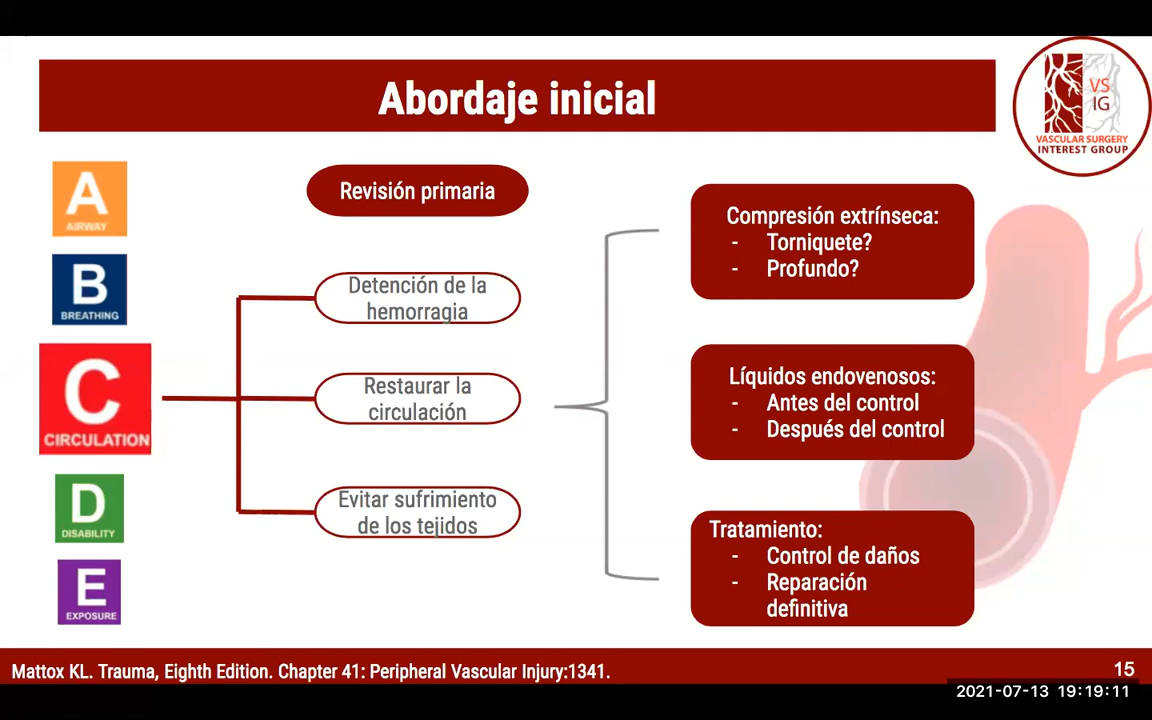 Abordaje inicial
VS
IG
VASCULAR SURGERY
INTEREST GROUP
A
AIRWAY
B
BREATHING
C
CIRCULATION
D
DISABILITY
E
EXPOSURE
Revisión primaria
Detención de la
hemorragia
Restaurar la
circulación
Evitar sufrimiento
de los tejidos
Compresión extrínseca:
- Torniquete?
- Profundo?
Líquidos endovenosos:
- Antes del control
- Después del control
Tratamiento:
- Control de daños
- Reparación
definitiva
Mattox KL. Trauma, Eighth Edition. Chapter 41: Peripheral Vascular Injury:1341.
15
2021-07-13 19:19:11